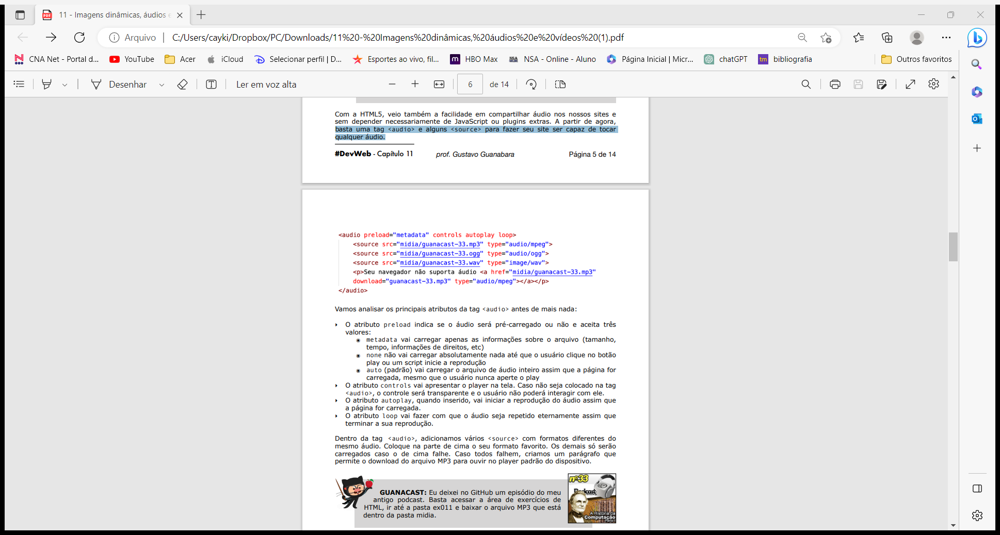 11 - Imagens dinâmicas, áudios e
Arquivo | C:/Users/cayki/Dropbox/PC/Downloads/11%20-%20Imagens%20dinâmicas,%20áudios%20e%20vídeos%20(1).pdf
CNA Net - Portal d... YouTube Acer iCloud Selecionar perfil | D... Esportes ao vivo, fil... HBO Max NSA - Online - Aluno Página Inicial | Micr... chatGPT tm bibliografia Outros favoritos
Desenhar Ler em voz alta 6 de 14
Com a HTML5, veio também a facilidade em compartilhar áudio nos nossos sites e
sem depender necessariamente de JavaScript ou plugins extras. A partir de agora,
basta uma tag <audio> e alguns <source> para fazer seu site ser capaz de tocar
qualquer áudio.
#DevWeb - Capítulo 11 prof. Gustavo Guanabara Página 5 de 14
<audio preload="metadata" controls autoplay loop>
<source src="midia/guanacast-33.mp3" type="audio/mpeg">
<source src="midia/guanacast-33.ogg" type="audio/ogg">
<source src="midia/guanacast-33.wav" type="image/wav">
<p>Seu navegador não suporta áudio <a href="midia/guanacast-33.mp3"
download="guanacast-33.mp3" type="audio/mpeg"></a></p>
</audio>
Vamos analisar os principais atributos da tag <audio> antes de mais nada:
‣ O atributo preload indica se o áudio será pré-carregado ou não e aceita três
valores:
◉ metadata vai carregar apenas as informações sobre o arquivo (tamanho,
tempo, informações de direitos, etc)
◉ none não vai carregar absolutamente nada até que o usuário clique no botão
play ou um script inicie a reprodução
◉ auto (padrão) vai carregar o arquivo de áudio inteiro assim que a página for
carregada, mesmo que o usuário nunca aperte o play
‣ O atributo controls vai apresentar o player na tela. Caso não seja colocado na tag
<audio>, o controle será transparente e o usuário não poderá interagir com ele.
‣ O atributo autoplay, quando inserido, vai iniciar a reprodução do áudio assim que
a página for carregada.
‣ O atributo loop vai fazer com que o áudio seja repetido eternamente assim que
terminar a sua reprodução.
Dentro da tag <audio>, adicionamos vários <source> com formatos diferentes do
mesmo áudio. Coloque na parte de cima o seu formato favorito. Os demais só serão
carregados caso o de cima falhe. Caso todos falhem, criamos um parágrafo que
permite o download do arquivo MP3 para ouvir no player padrão do dispositivo.
GUANACAST: Eu deixei no GitHub um episódio do meu
antigo podcast. Basta acessar a área de exercícios de
HTML, ir até a pasta ex011 e baixar o arquivo MP3 que está
dentro da pasta midia.
nº33
Podcast
A História da
Computação
Parte I